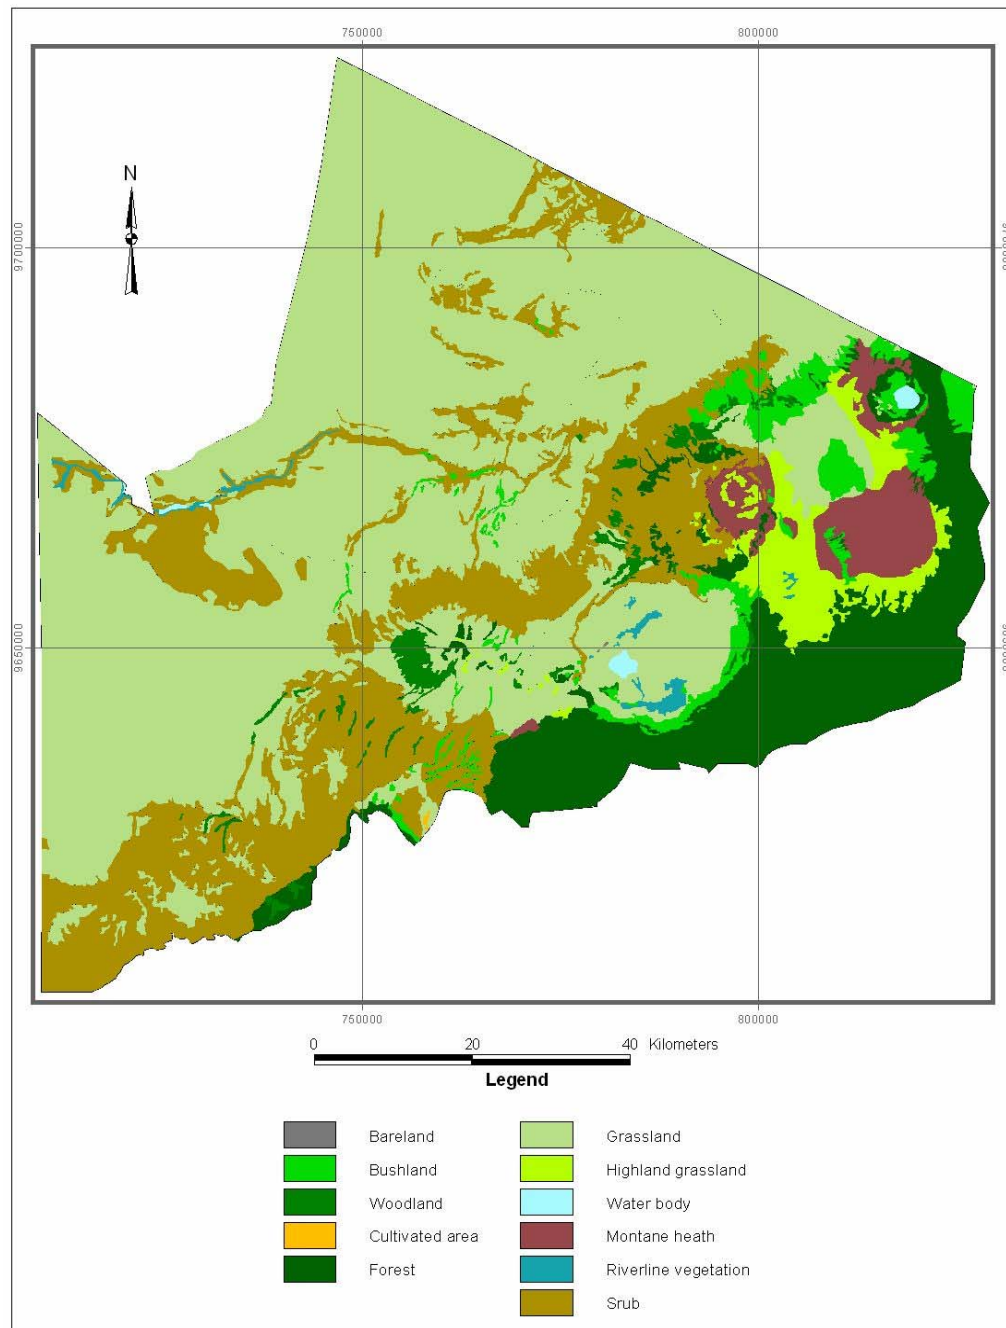 750000 800000
N
9700000
9650000
750000 800000
0 20 40 Kilometers
Legend
Bareland Grassland
Bushland Highland grassland
Woodland Water body
Cultivated area Montane heath
Forest Riverline vegetation
Srub